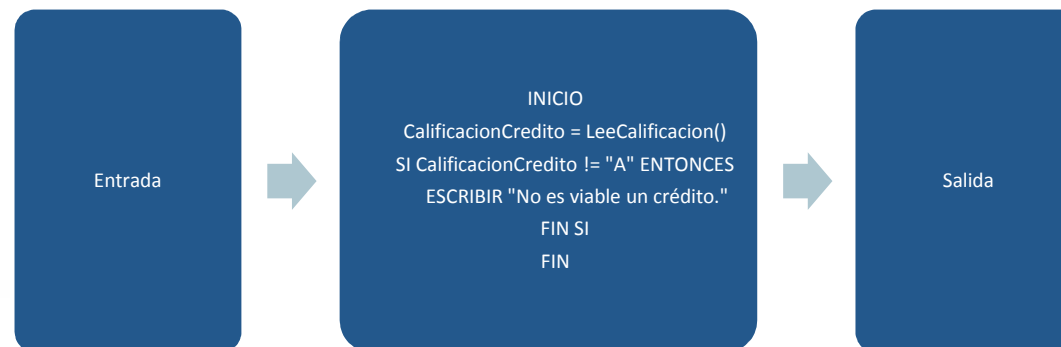 Entrada
INICIO
CalificacionCredito = LeeCalificacion()
SI CalificacionCredito != "A" ENTONCES
ESCRIBIR "No es viable un crédito."
FIN SI
FIN
Salida